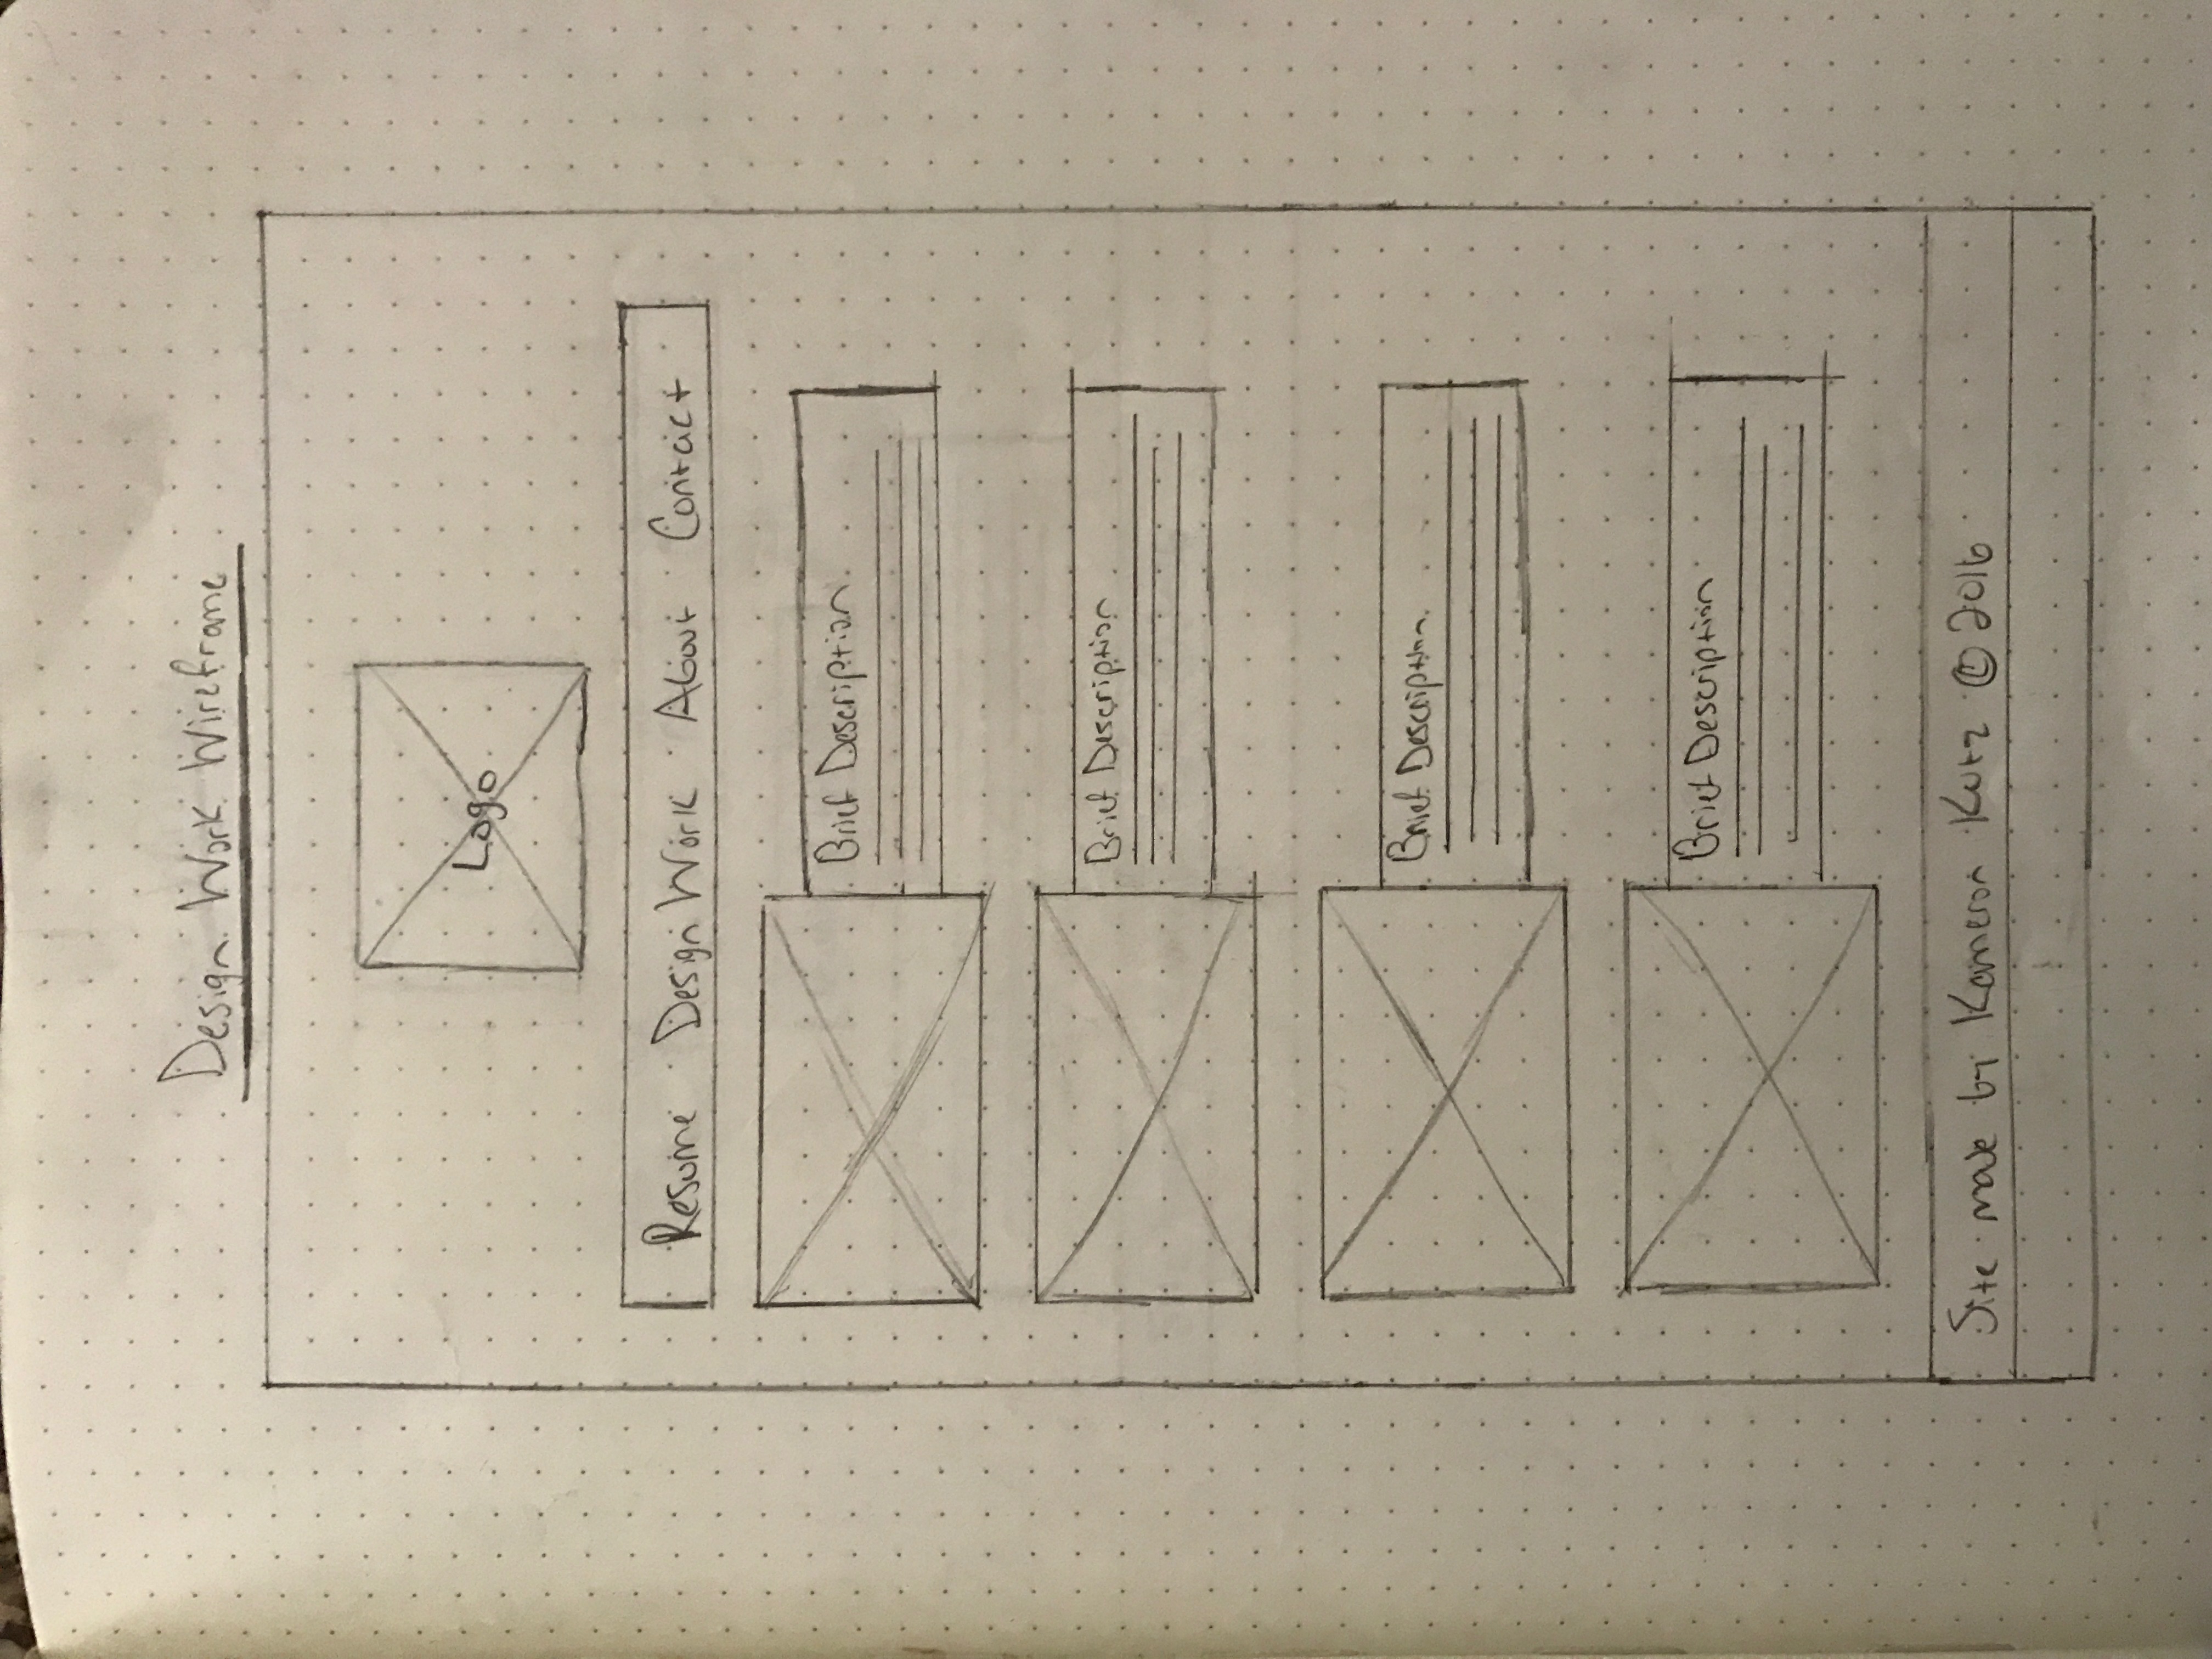 Design Work Wireframe
Logo
Resume Design Work About Contact
Brief Description
Brief Description
Brief Description
Brief Description
Site made by Kameron Kutz © 2016